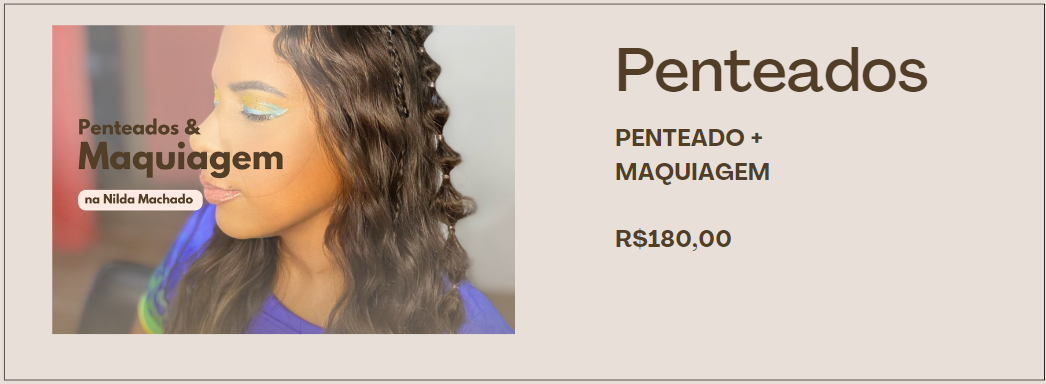 Penteados &
Maquiagem
na Nilda Machado
Penteados
PENTEADO +
MAQUIAGEM
R$180,00